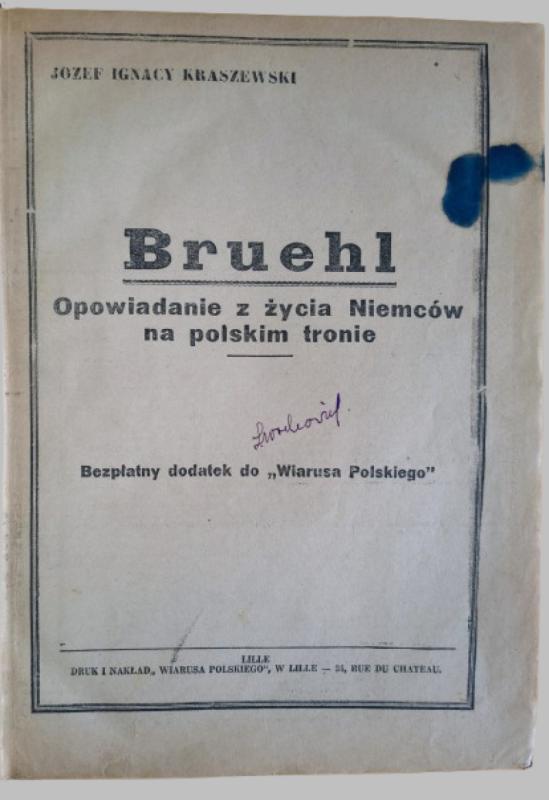 JOZEF IGNACY KRASZEWSKI
Bruehl
Opowiadanie z życia Niemców
na polskim tronie
Bezpłatny dodatek do „Wiarusa Polskiego"
LILLE
DRUK I NAKŁAD„ WIARUSA POLSKIEGO", W LILLE — 34, RUE DU CHATEAU.